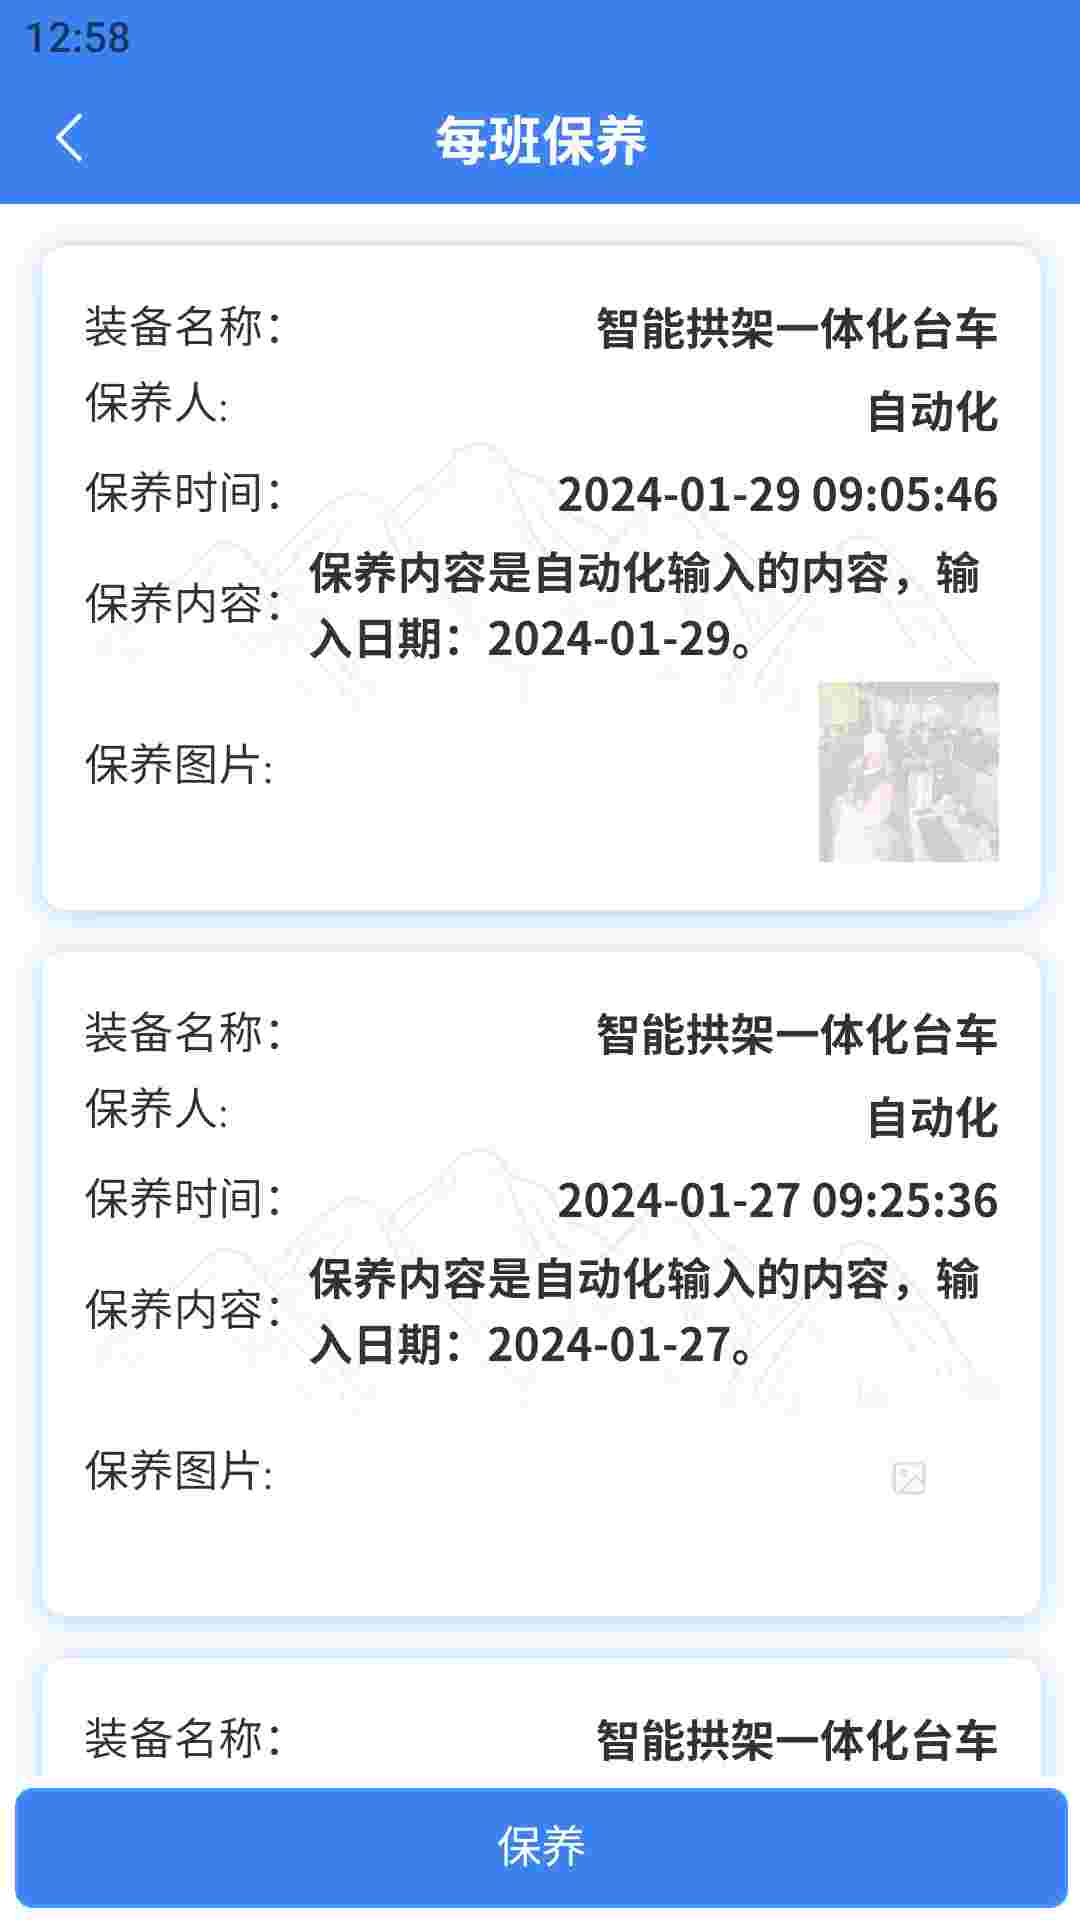 12:58
每班保养
装备名称： 智能拱架一体化台车
保养人: 自动化
保养时间： 2024-01-29 09:05:46
保养内容： 保养内容是自动化输入的内容，输
入日期：2024-01-29。
保养图片:
装备名称： 智能拱架一体化台车
保养人: 自动化
保养时间： 2024-01-27 09:25:36
保养内容： 保养内容是自动化输入的内容，输
入日期：2024-01-27。
保养图片:
装备名称： 智能拱架一体化台车
保养